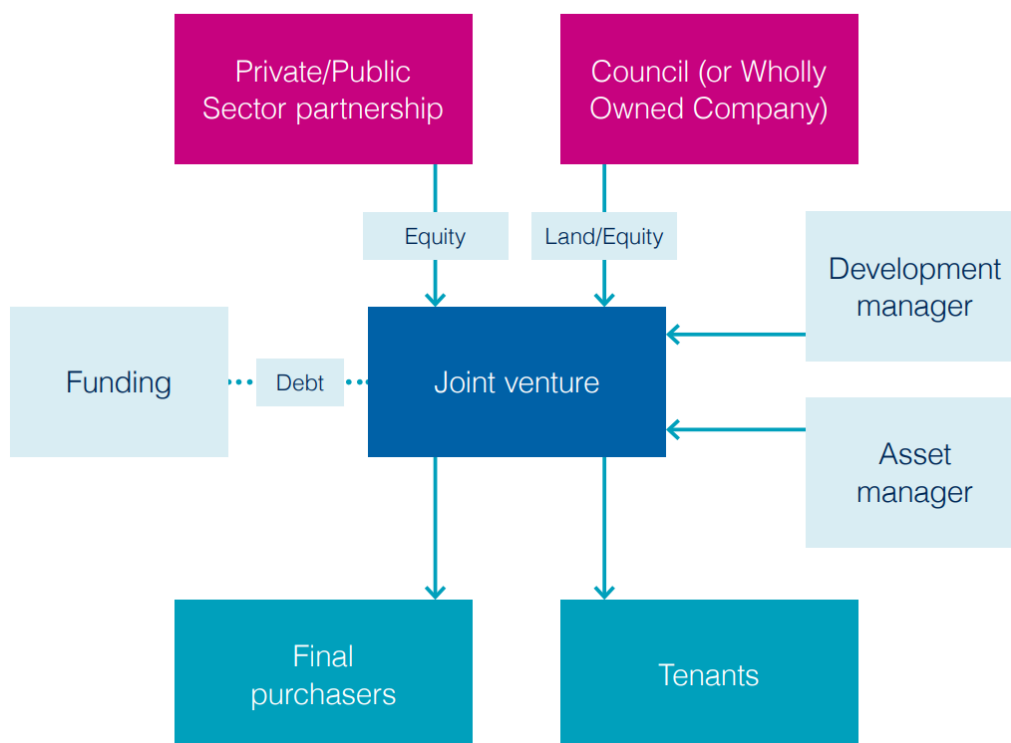 Private/Public
Sector partnership
Council (or Wholly
Owned Company)
Equity
Land/Equity
Development
manager
Funding
Debt
Joint venture
Asset
manager
Final
purchasers
Tenants